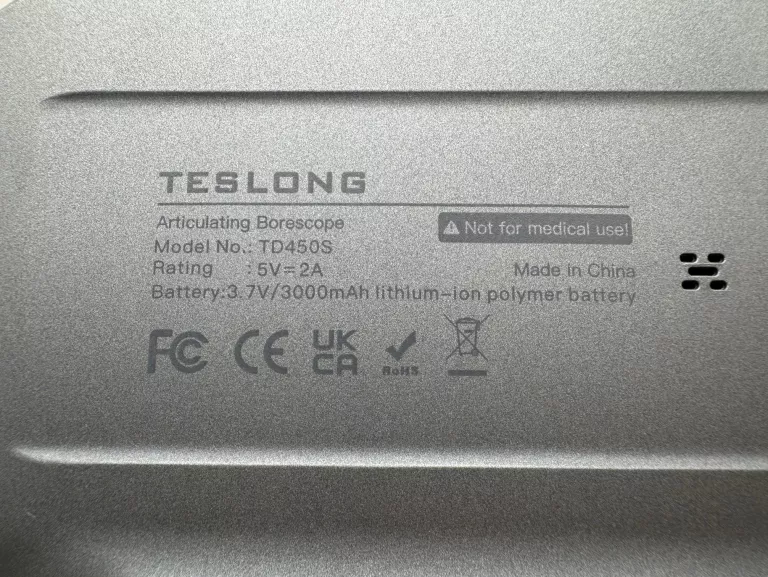 TESLONG
Articulating Borescope
⚠ Not for medical use!
Model No.: TD450S
Rating : 5V=2A
Made in China
Battery:3.7V/3000mAh lithium-ion polymer battery
FC CE UK CA RoHS